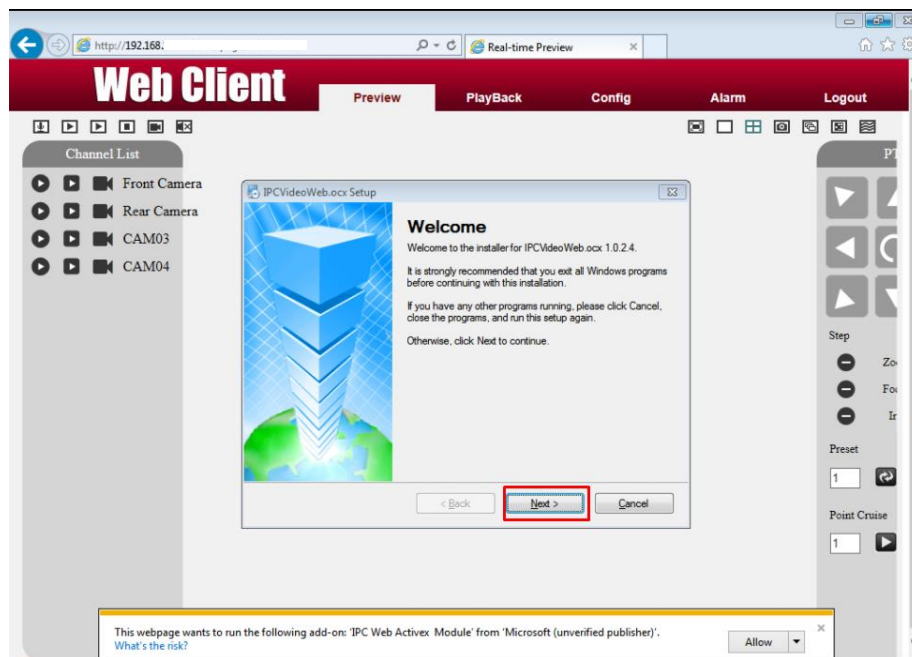 http://192.168.
Real-time Preview
Web Client
Preview
PlayBack
Config
Alarm
Logout
Channel List
Front Camera
Rear Camera
CAM03
CAM04
IPCVideoWeb.ocx Setup
Welcome
Welcome to the installer for IPCVideoWeb.ocx 1.0.2.4.
It is strongly recommended that you exit all Windows programs
before continuing with this installation.
If you have any other programs running, please click Cancel,
close the programs, and run this setup again.
Otherwise, click Next to continue.
< Back
Next >
Cancel
Step
Preset
1
Point Cruise
1
This webpage wants to run the following add-on: 'IPC Web Activex Module' from 'Microsoft (unverified publisher)'.
What's the risk?
Allow